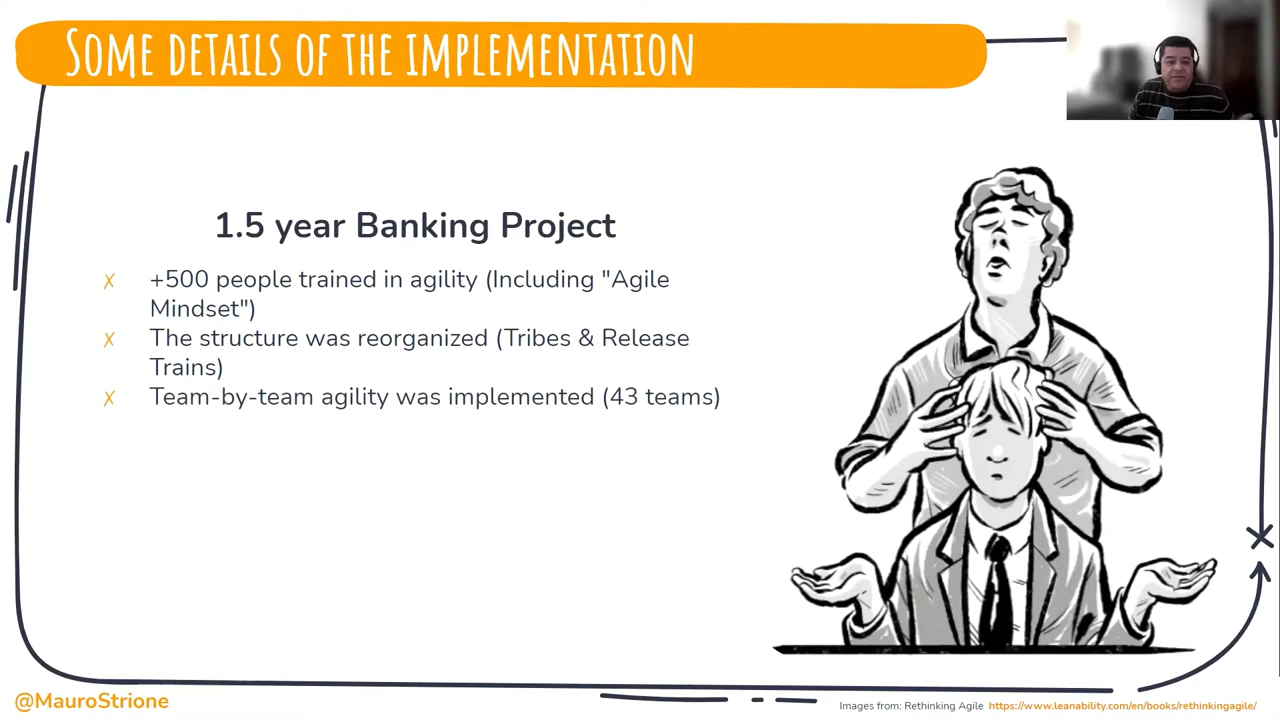 Some details of the implementation
1.5 year Banking Project
✗ +500 people trained in agility (Including "Agile
Mindset")
✗ The structure was reorganized (Tribes & Release
Trains)
✗ Team-by-team agility was implemented (43 teams)
@MauroStrione
Images from: Rethinking Agile https://www.leanability.com/en/books/rethinkingagile/